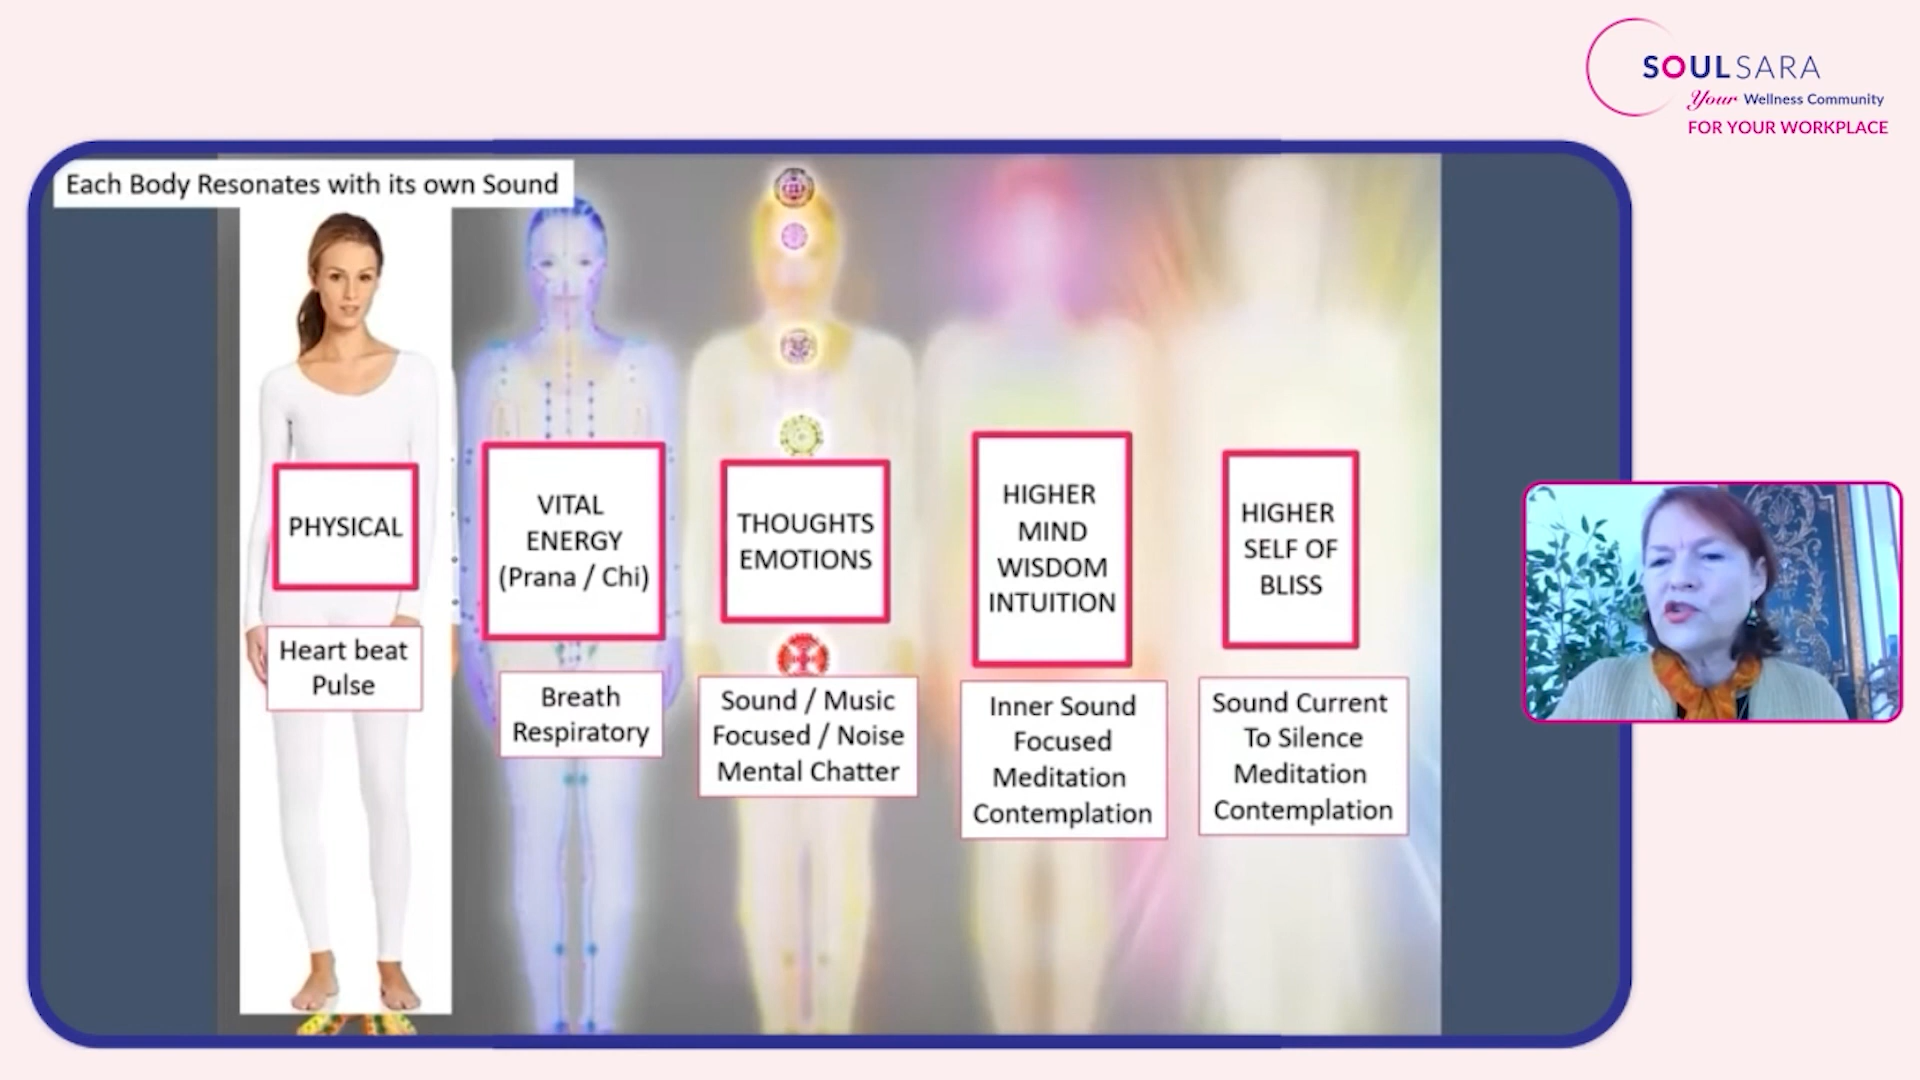 SOULSARA
Your Wellness Community
FOR YOUR WORKPLACE
Each Body Resonates with its own Sound
PHYSICAL
Heart beat
Pulse
VITAL
ENERGY
(Prana / Chi)
Breath
Respiratory
THOUGHTS
EMOTIONS
Sound / Music
Focused / Noise
Mental Chatter
HIGHER
MIND
WISDOM
INTUITION
Inner Sound
Focused
Meditation
Contemplation
HIGHER
SELF OF
BLISS
Sound Current
To Silence
Meditation
Contemplation